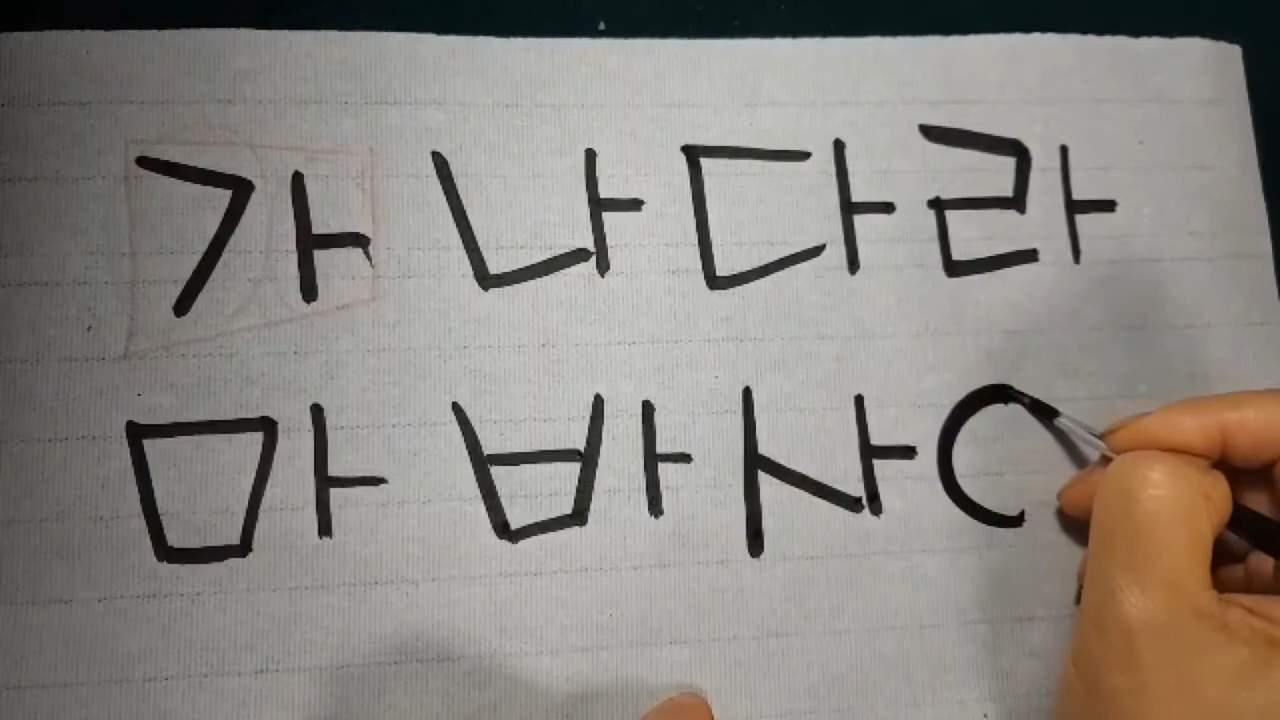 가 나 다 라
마 바 사